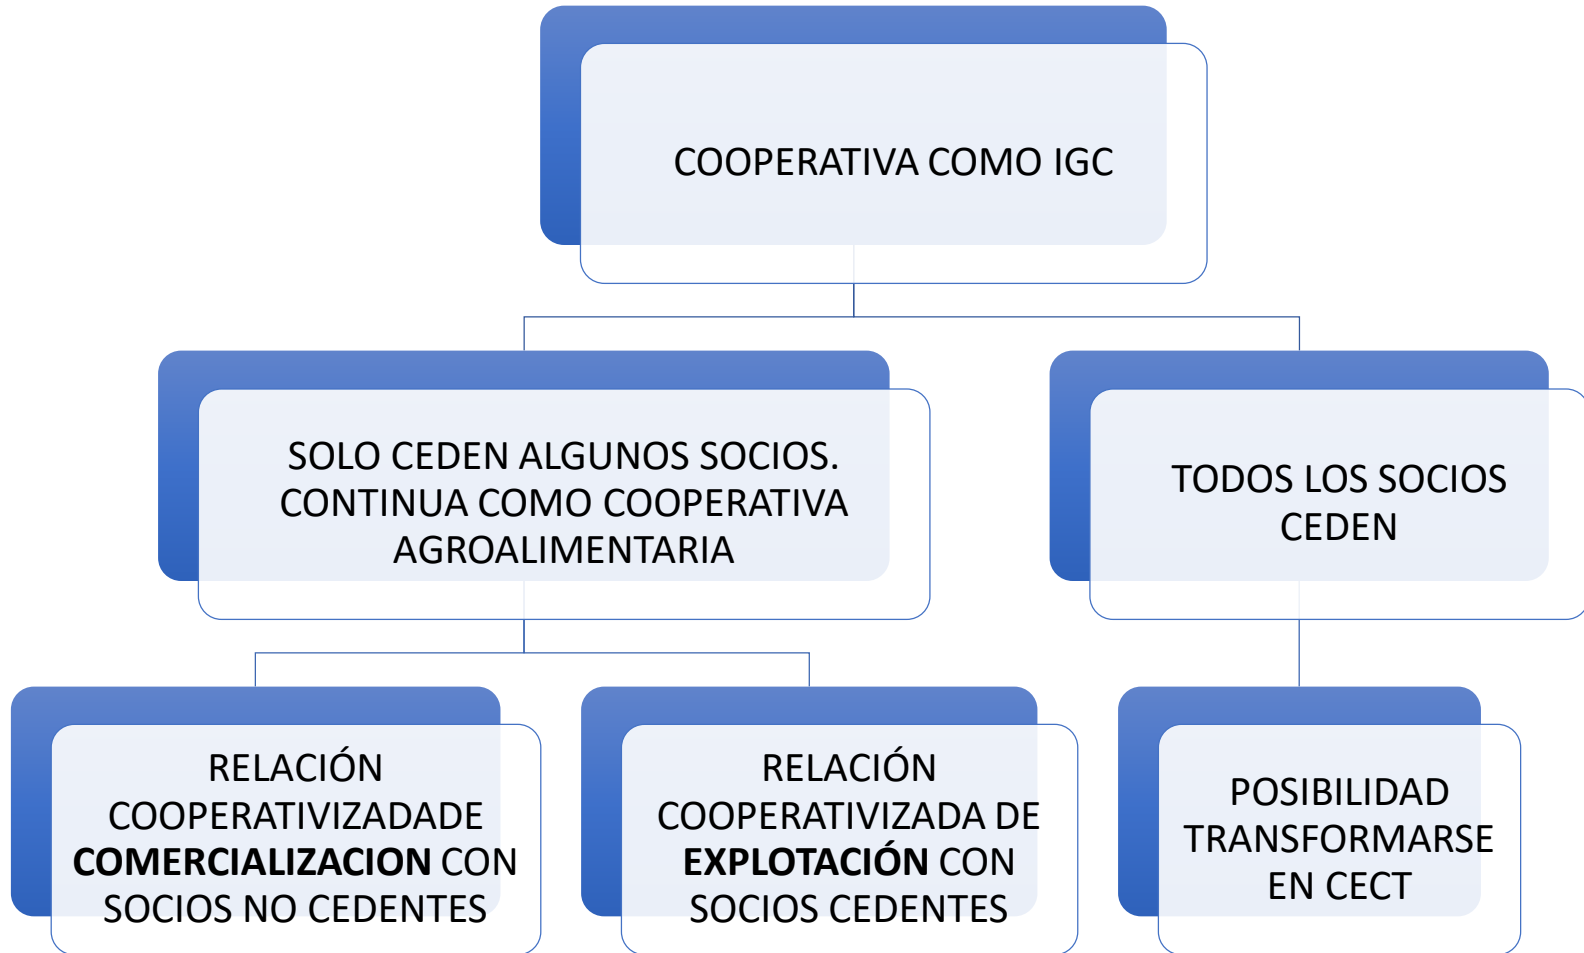 COOPERATIVA COMO IGC
SOLO CEDEN ALGUNOS SOCIOS.
CONTINUA COMO COOPERATIVA
AGROALIMENTARIA
TODOS LOS SOCIOS
CEDEN
RELACIÓN
COOPERATIVIZADADE
COMERCIALIZACION CON
SOCIOS NO CEDENTES
RELACIÓN
COOPERATIVIZADA DE
EXPLOTACIÓN CON
SOCIOS CEDENTES
POSIBILIDAD
TRANSFORMARSE
EN CECT